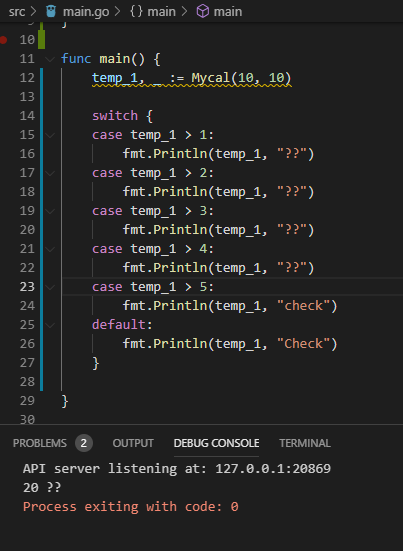 src > main.go > {} main > main
9 }
10
11 func main() {
12 temp_1, _ := Mycal(10, 10)
13
14 switch {
15 case temp_1 > 1:
16 fmt.Println(temp_1, "??")
17 case temp_1 > 2:
18 fmt.Println(temp_1, "??")
19 case temp_1 > 3:
20 fmt.Println(temp_1, "??")
21 case temp_1 > 4:
22 fmt.Println(temp_1, "??")
23 case temp_1 > 5:
24 fmt.Println(temp_1, "check")
25 default:
26 fmt.Println(temp_1, "Check")
27 }
28
29 }
30
PROBLEMS 2 OUTPUT DEBUG CONSOLE TERMINAL
API server listening at: 127.0.0.1:20869
20 ??
Process exiting with code: 0